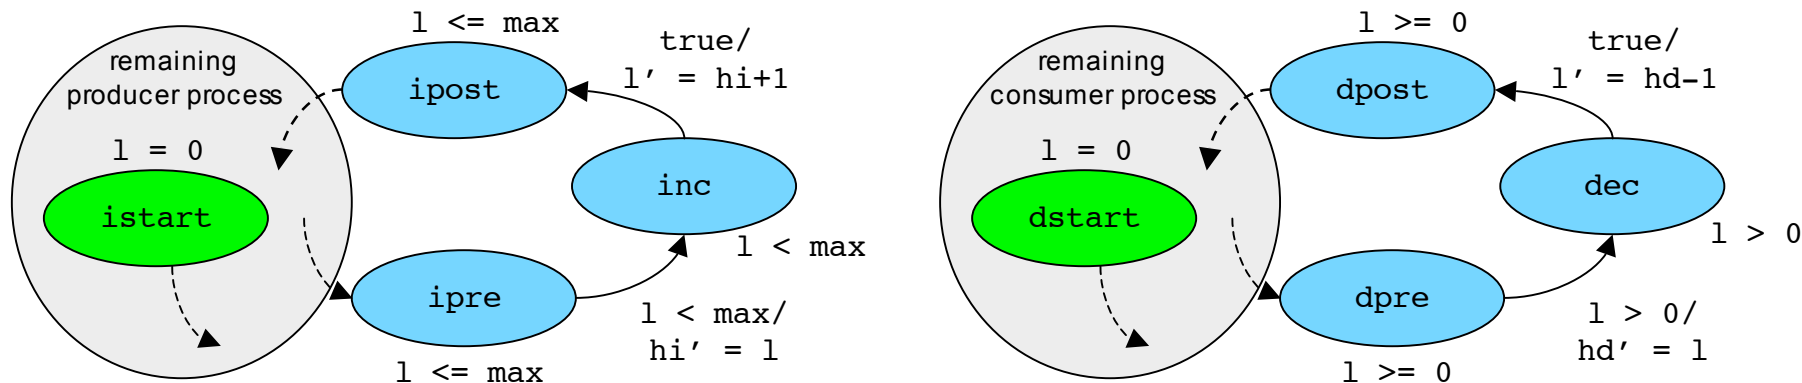 l <= max
remaining
producer process
ipost
true/
l' = hi+1
l = 0
istart
inc
l < max
ipre
l < max/
hi' = l
l <= max
l >= 0
remaining
consumer process
dpost
true/
l' = hd-1
l = 0
dstart
dec
l > 0
dpre
l > 0/
hd' = l
l >= 0